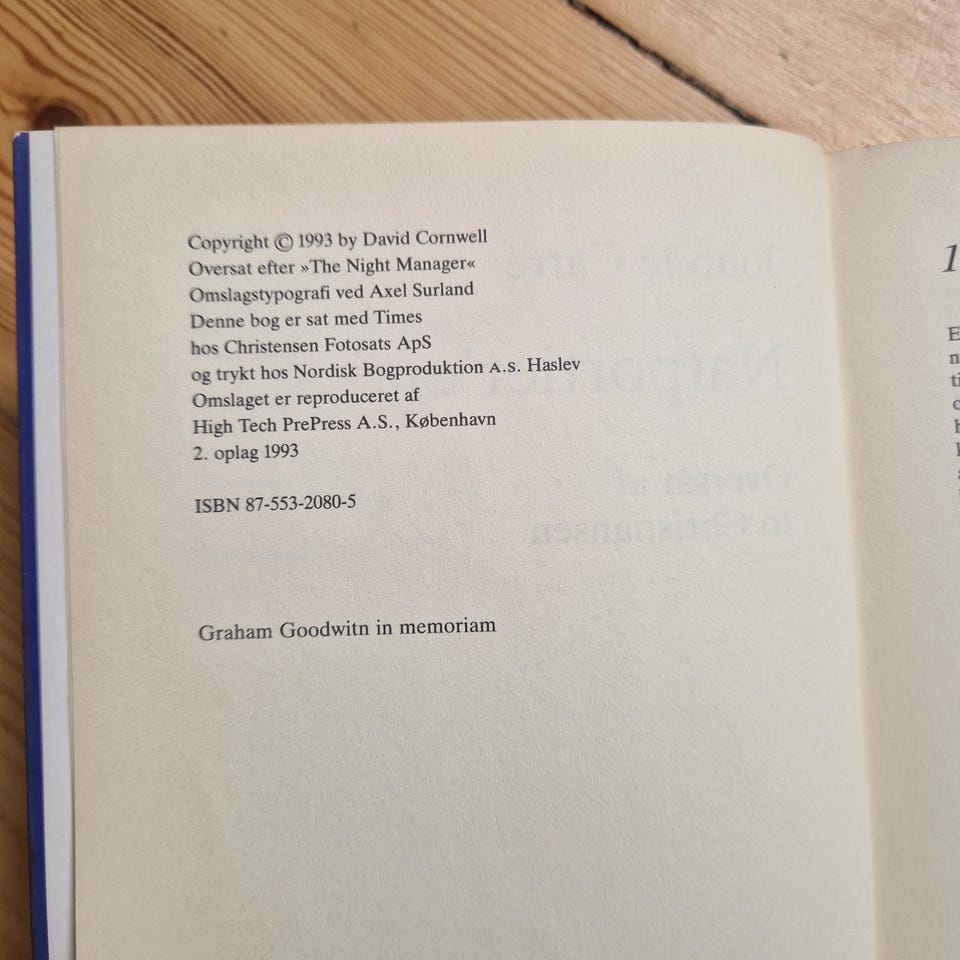 Copyright © 1993 by David Cornwell
Oversat efter »The Night Manager«
Omslagstypografi ved Axel Surland
Denne bog er sat med Times
hos Christensen Fotosats ApS
og trykt hos Nordisk Bogproduktion A.S. Haslev
Omslaget er reproduceret af
High Tech PrePress A.S., København
2. oplag 1993
ISBN 87-553-2080-5
Graham Goodwitn in memoriam
1